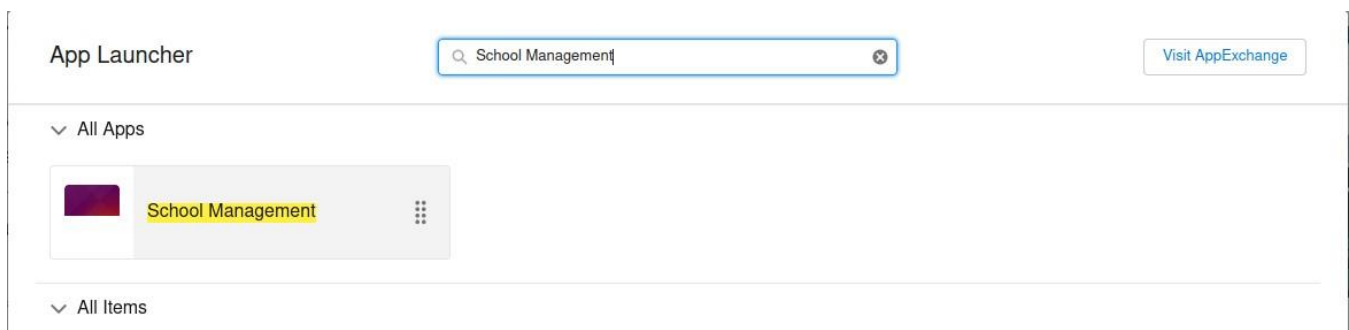 App Launcher
School Management
Visit AppExchange
All Apps
School Management
All Items